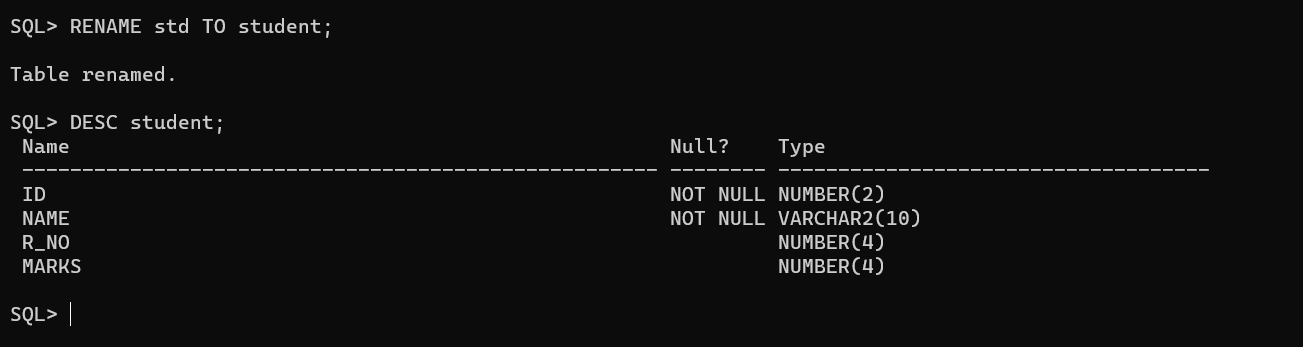 SQL> RENAME std TO student;
Table renamed.
SQL> DESC student;
Name Null? Type
----------------------------------------------------- -------- ------------------------------------
ID NOT NULL NUMBER(2)
NAME NOT NULL VARCHAR2(10)
R_NO NUMBER(4)
MARKS NUMBER(4)
SQL>